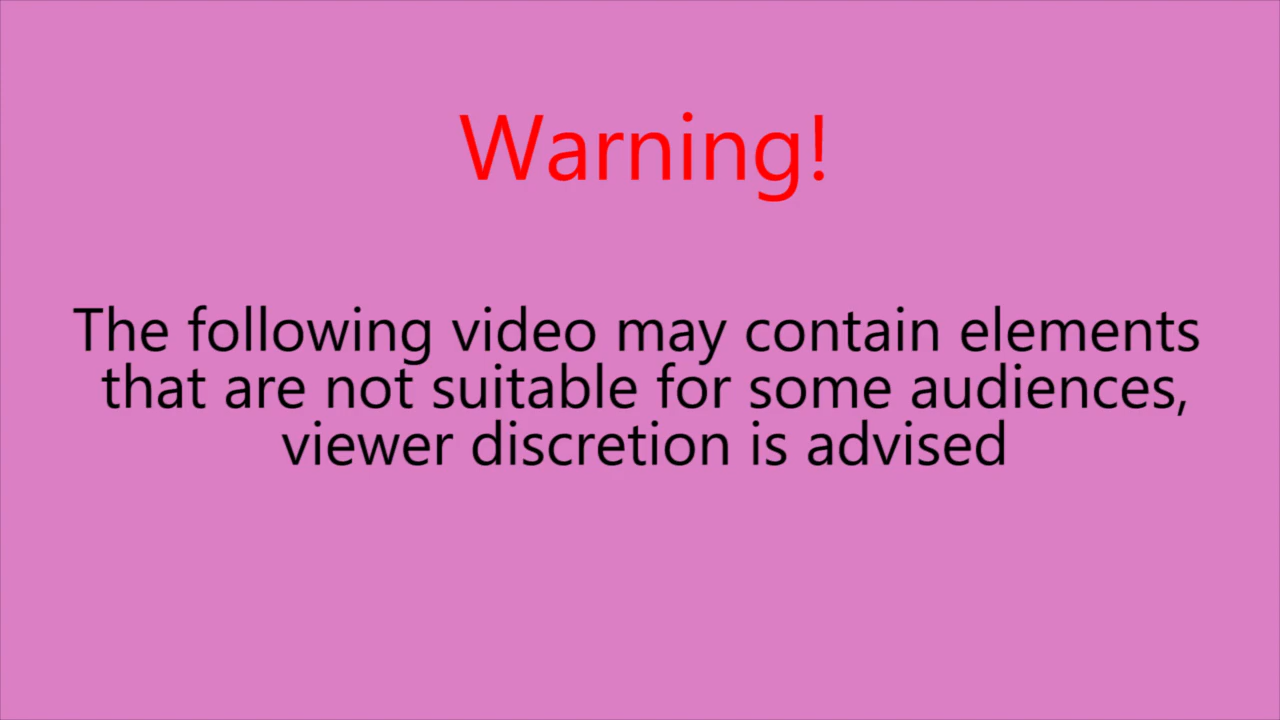 Warning!
The following video may contain elements
that are not suitable for some audiences,
viewer discretion is advised